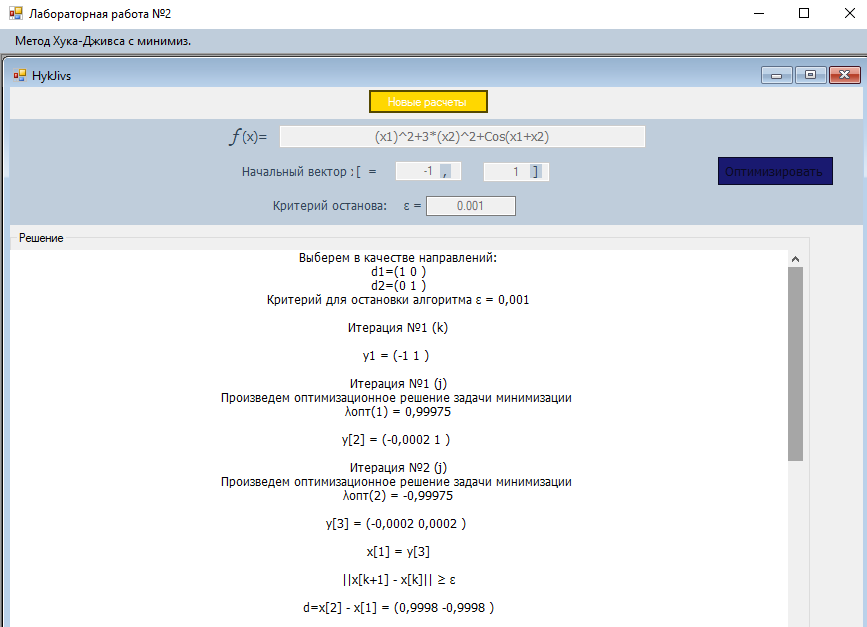 Лабораторная работа №2
Метод Хука-Дживса с минимиз.
HykJivs
Новые расчеты
f(x)= (x1)^2+3*(x2)^2+Cos(x1+x2)
Начальный вектор : [ = -1 , 1 ]
Оптимизировать
Критерий останова: ε = 0.001
Решение
Выберем в качестве направлений:
d1=(1 0 )
d2=(0 1 )
Критерий для остановки алгоритма ε = 0,001
Итерация №1 (k)
y1 = (-1 1 )
Итерация №1 (j)
Произведем оптимизационное решение задачи минимизации
λопт(1) = 0,99975
y[2] = (-0,0002 1 )
Итерация №2 (j)
Произведем оптимизационное решение задачи минимизации
λопт(2) = -0,99975
y[3] = (-0,0002 0,0002 )
x[1] = y[3]
||x[k+1] - x[k]|| ≥ ε
d=x[2] - x[1] = (0,9998 -0,9998 )